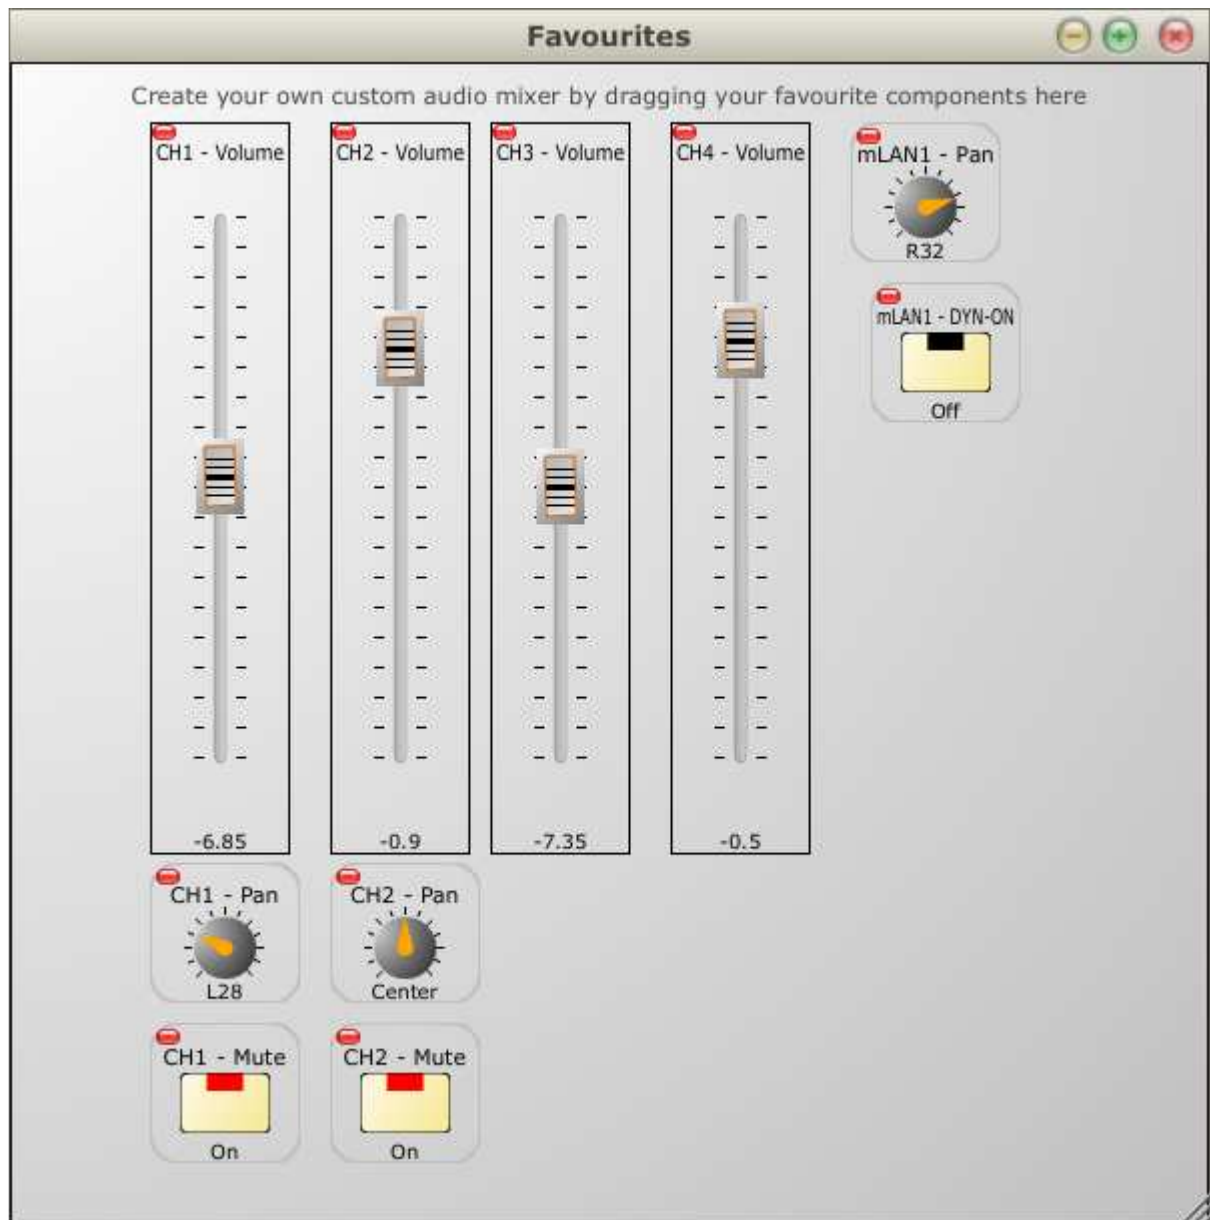 Favourites
Create your own custom audio mixer by dragging your favourite components here
CH1 - Volume
CH2 - Volume
CH3 - Volume
CH4 - Volume
mLAN1 - Pan
R32
mLAN1 - DYN-ON
Off
-6.85
-0.9
-7.35
-0.5
CH1 - Pan
CH2 - Pan
L28
Center
CH1 - Mute
CH2 - Mute
On
On